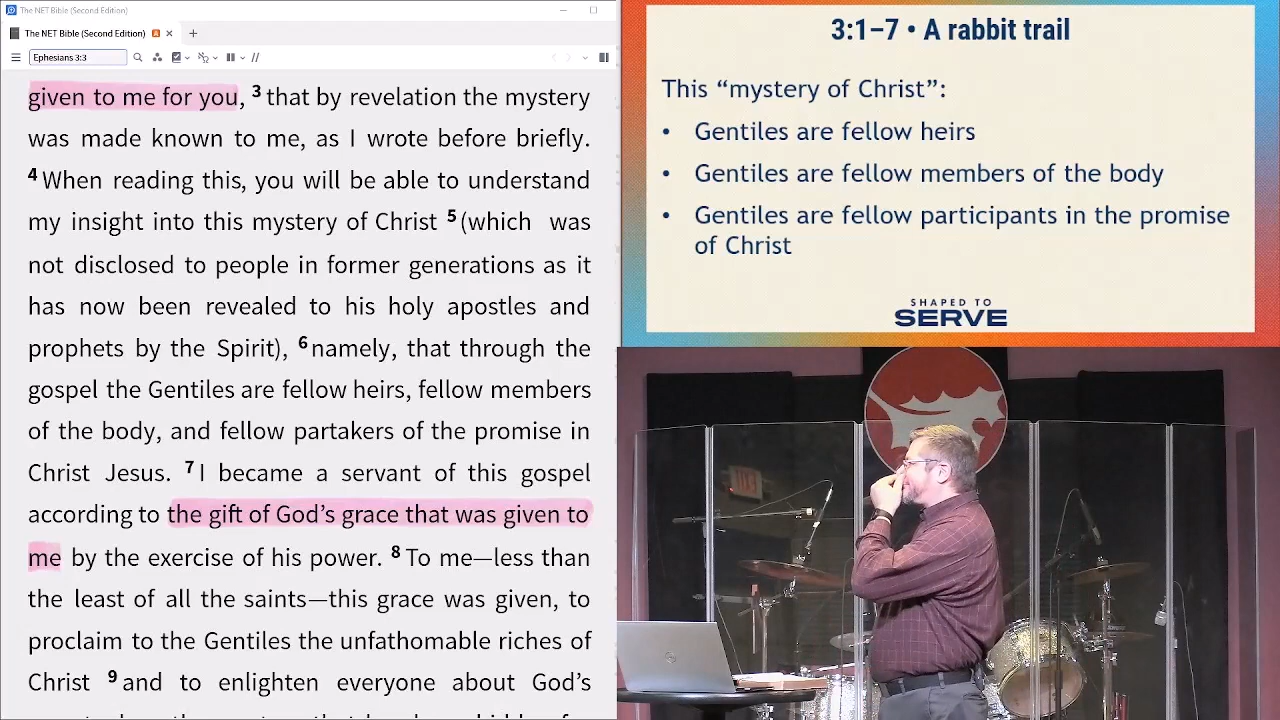 The NET Bible (Second Edition)
The NET Bible (Second Edition) A
Ephesians 3:3
given to me for you, 3 that by revelation the mystery
was made known to me, as I wrote before briefly.
4 When reading this, you will be able to understand
my insight into this mystery of Christ 5 (which was
not disclosed to people in former generations as it
has now been revealed to his holy apostles and
prophets by the Spirit), 6 namely, that through the
gospel the Gentiles are fellow heirs, fellow members
of the body, and fellow partakers of the promise in
Christ Jesus. 7 I became a servant of this gospel
according to the gift of God’s grace that was given to
me by the exercise of his power. 8 To me—less than
the least of all the saints—this grace was given, to
proclaim to the Gentiles the unfathomable riches of
Christ 9 and to enlighten everyone about God’s
3:1–7 • A rabbit trail
This “mystery of Christ”:
• Gentiles are fellow heirs
• Gentiles are fellow members of the body
• Gentiles are fellow participants in the promise
of Christ
SHAPED TO
SERVE
EXIT